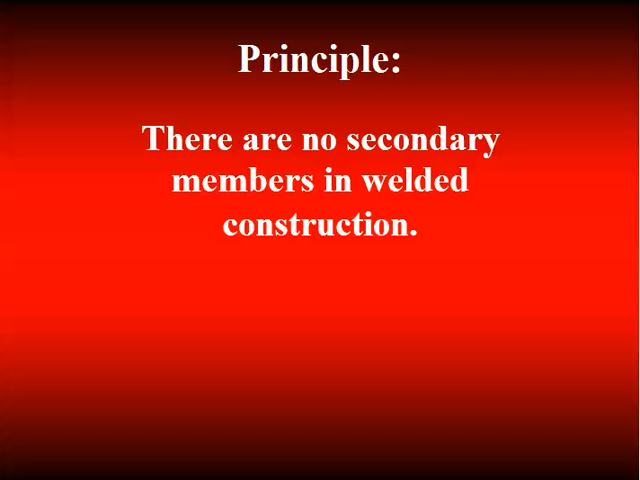 Principle:
There are no secondary
members in welded
construction.